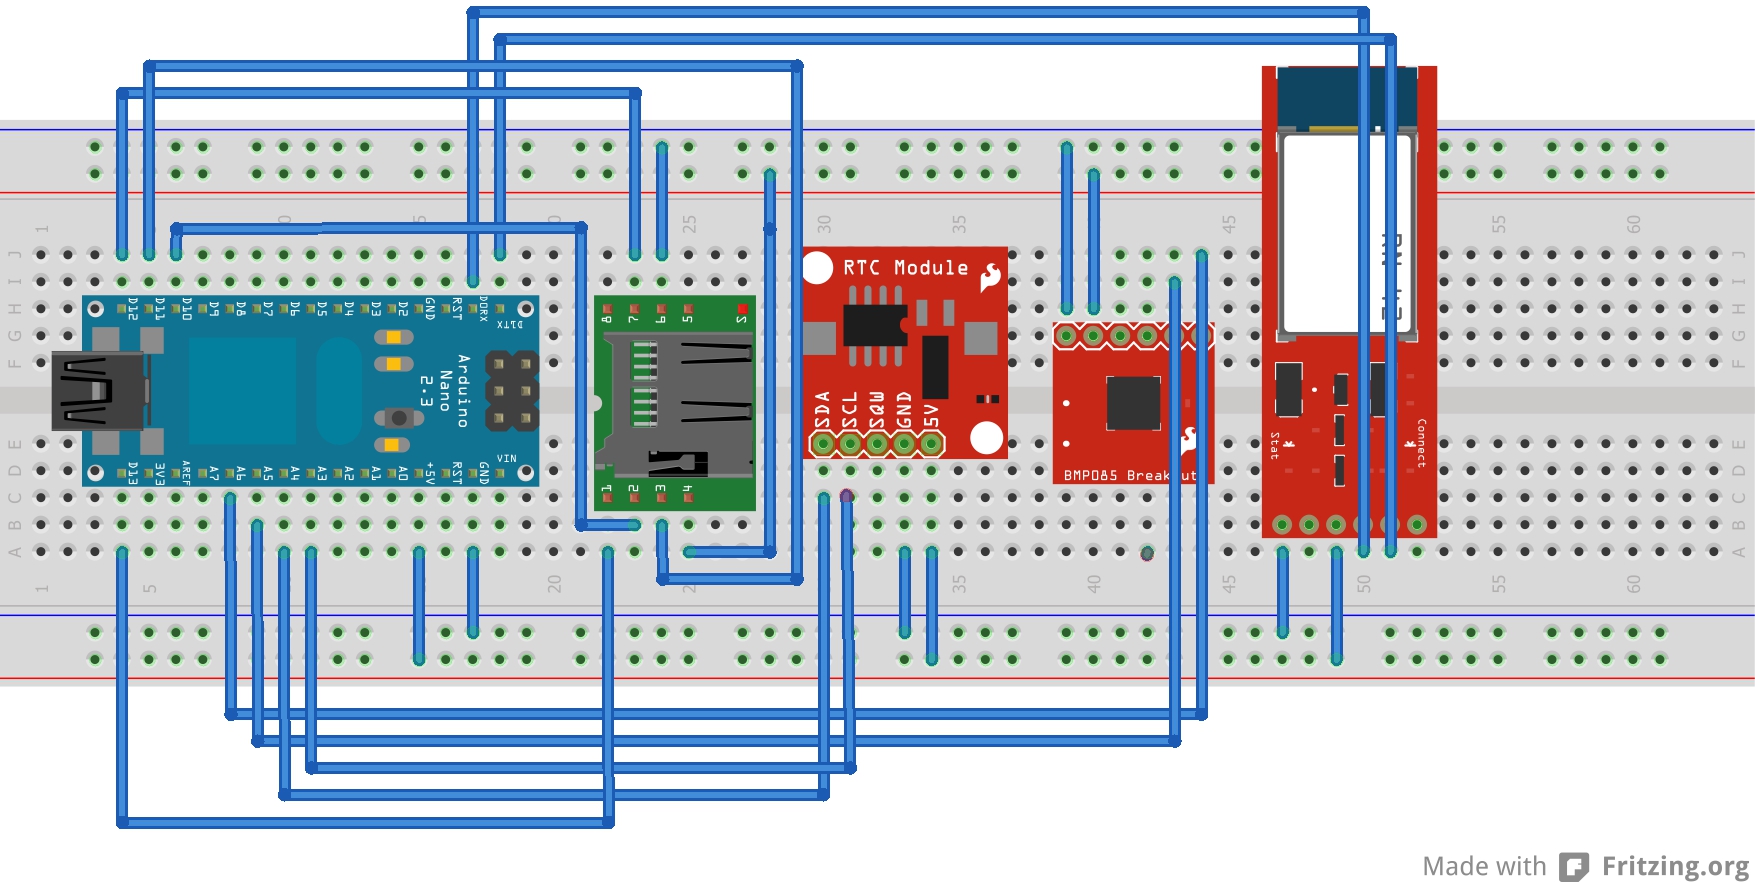 1 20 25 30 35 45 55 60
J J
RTC Module
I I
D12 D11 D10 D9 D8 D7 D6 D5 D4 D3 D2 GND RST D0RX D1TX
8 7 6 5
H H
G G
F F
Arduino
Nano
2.3
SDA SCL SQW GND 5V
Stat
Connect
E E
D13 3V3 AREF A7 A6 A5 A4 A3 A2 A1 A0 +5V RST GND VIN
D D
BMP085 Breakout
1 2 3 4
C C
B B
A A
1 5 20 35 40 45 50 55 60
Made with Fritzing.org